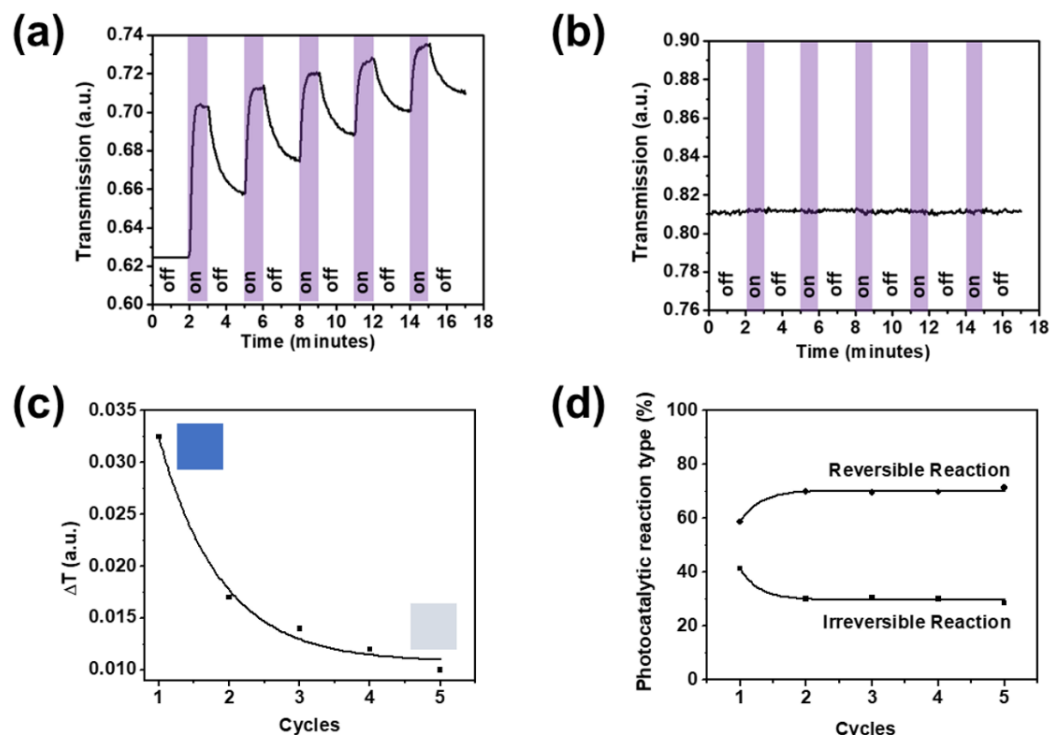 (a)
0.74
0.72
0.70
0.68
0.66
0.64
0.62
0.60
Transmission (a.u.)
off on off on off on off on off on off
0 2 4 6 8 10 12 14 16 18
Time (minutes)
(b)
0.90
0.88
0.86
0.84
0.82
0.80
0.78
0.76
Transmission (a.u.)
off on off on off on off on off on off
0 2 4 6 8 10 12 14 16 18
Time (minutes)
(c)
0.035
0.030
0.025
0.020
0.015
0.010
ΔT (a.u.)
1 2 3 4 5
Cycles
(d)
100
80
60
40
20
0
Photocatalytic reaction type (%)
Reversible Reaction
Irreversible Reaction
1 2 3 4 5
Cycles